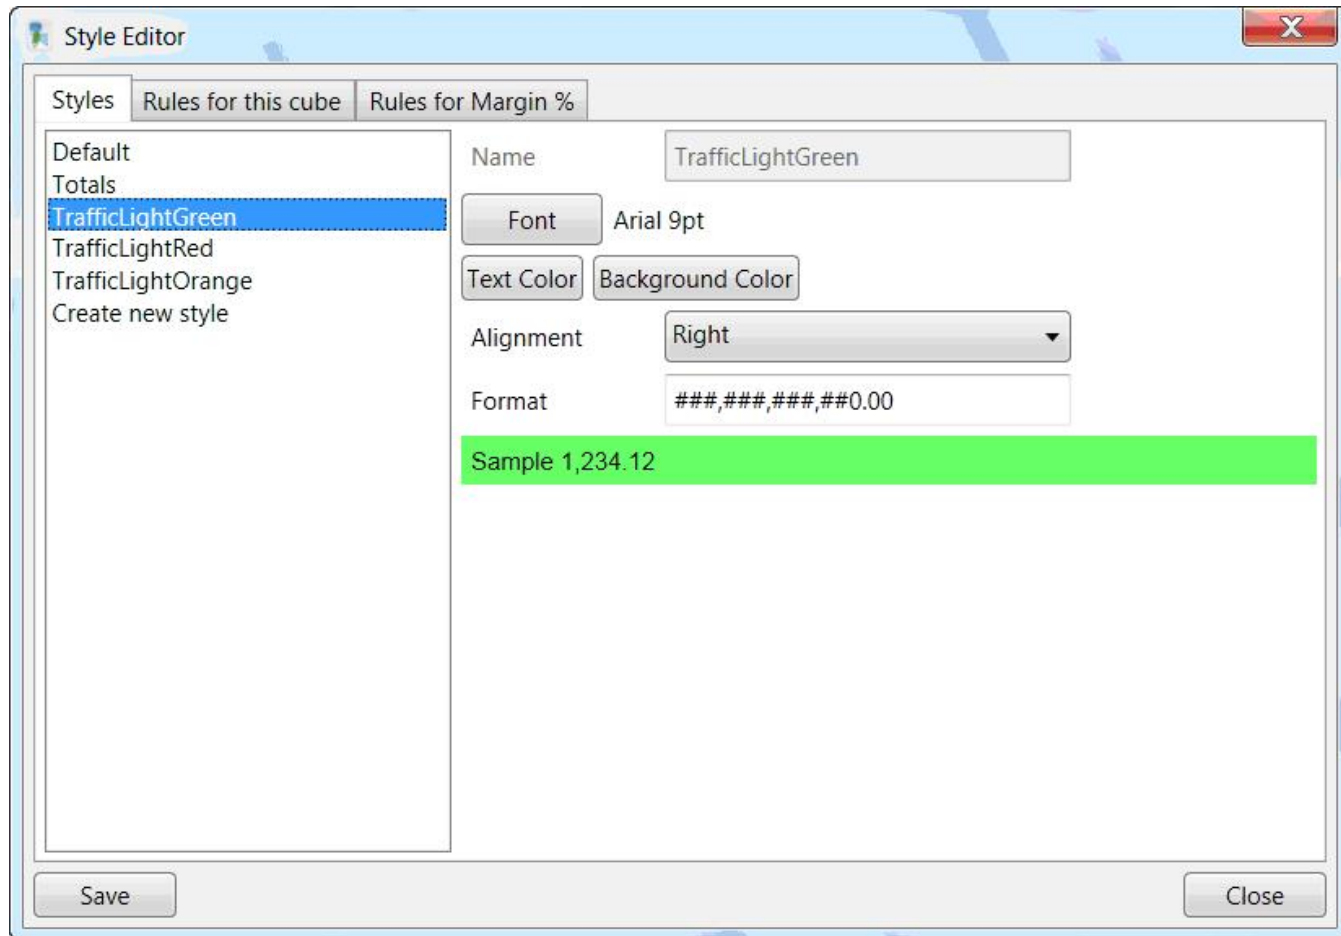 Style Editor
X
Styles
Rules for this cube
Rules for Margin %
Default
Totals
TrafficLightGreen
TrafficLightRed
TrafficLightOrange
Create new style
Name
TrafficLightGreen
Font
Arial 9pt
Text Color
Background Color
Alignment
Right
Format
###,###,###,##0.00
Sample 1,234.12
Save
Close